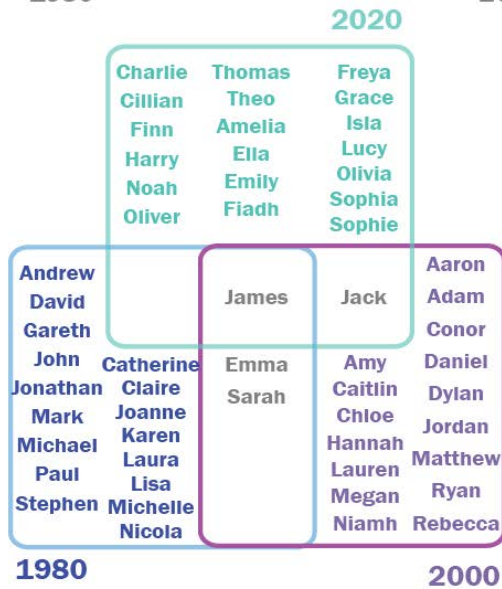 2020
Charlie
Cillian
Finn
Harry
Noah
Oliver
Thomas
Theo
Amelia
Ella
Emily
Fiadh
Freya
Grace
Isla
Lucy
Olivia
Sophia
Sophie
James
Jack
Emma
Sarah
Andrew
David
Gareth
John
Jonathan
Mark
Michael
Paul
Stephen
Catherine
Claire
Joanne
Karen
Laura
Lisa
Michelle
Nicola
Amy
Caitlin
Chloe
Hannah
Lauren
Megan
Niamh
Aaron
Adam
Conor
Daniel
Dylan
Jordan
Matthew
Ryan
Rebecca
1980
2000